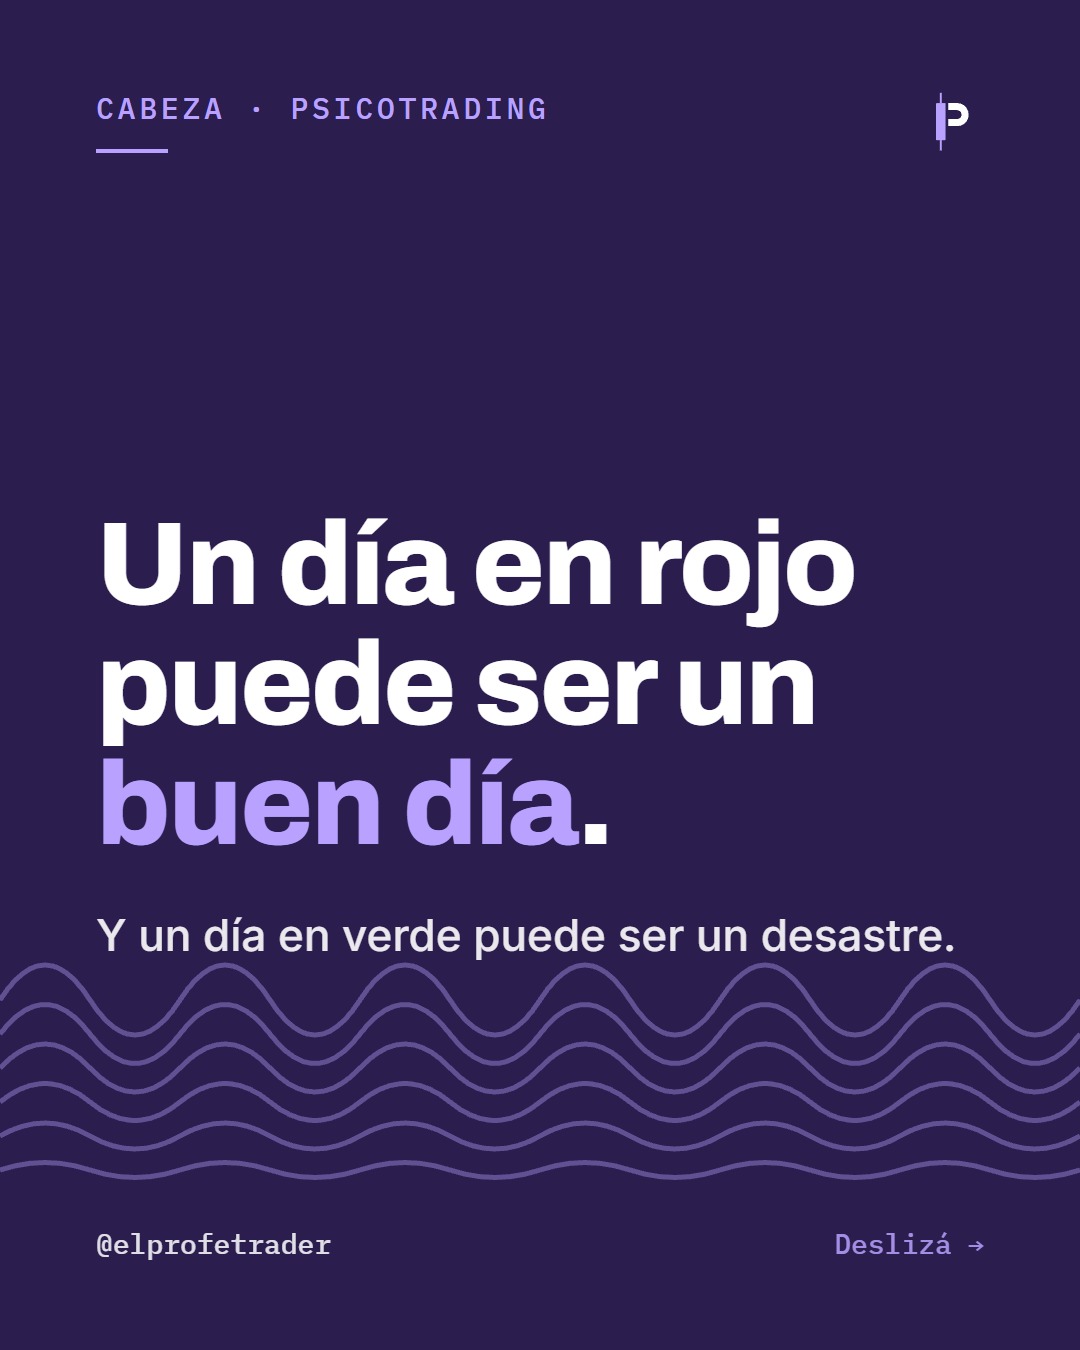 CABEZA · PSICOTRADING
P
Un día en rojo
puede ser un
buen día.
Y un día en verde puede ser un desastre.
@elprofetrader
Deslizá →